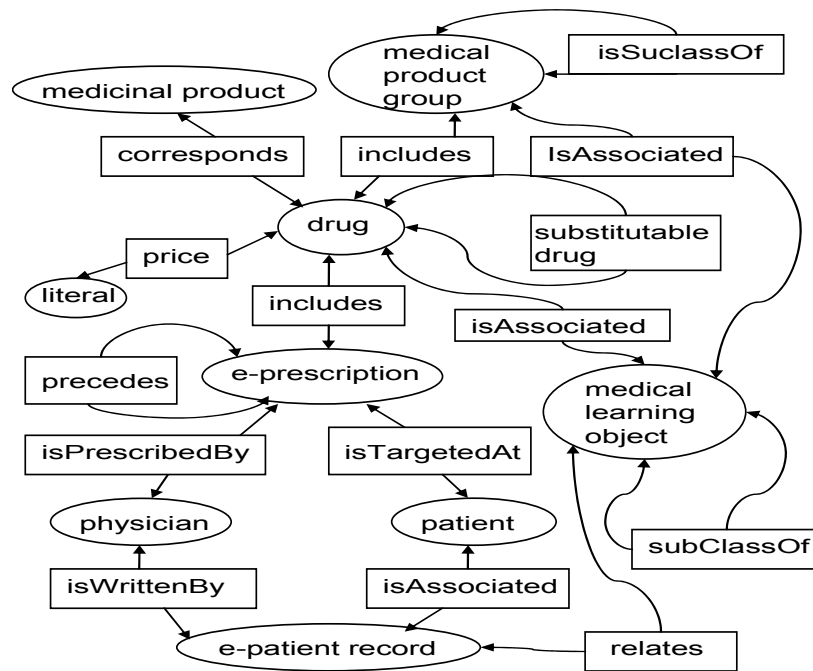 medical
product
group
isSuclassOf
medicinal product
corresponds
includes
IsAssociated
drug
substitutable
drug
price
literal
includes
isAssociated
precedes
e-prescription
medical
learning
object
isPrescribedBy
isTargetedAt
physician
patient
subClassOf
isWrittenBy
isAssociated
e-patient record
relates